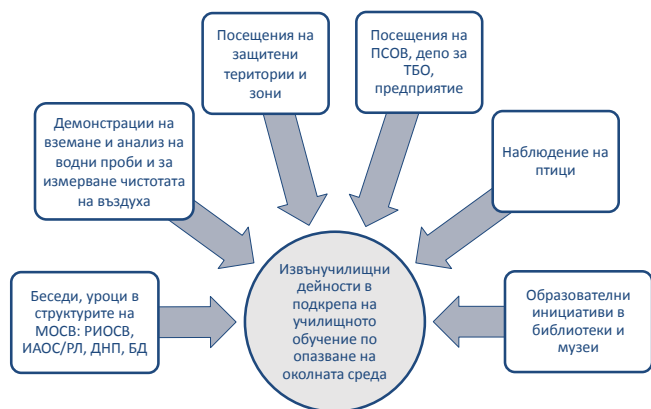 Посещения на
защитени
територии и
зони
Посещения на
ПСОВ, депо за
ТБО,
предприятие
Демонстрации на
вземане и анализ на
водни проби и за
измерване чистотата
на въздуха
Наблюдение на
птици
Беседи, уроци в
структурите на
МОСВ: РИОСВ,
ИАОС/РЛ, ДНП, БД
Извънучилищни
дейности в
подкрепа на
училищното
обучение по
опазване на
околната среда
Образователни
инициативи в
библиотеки и
музеи